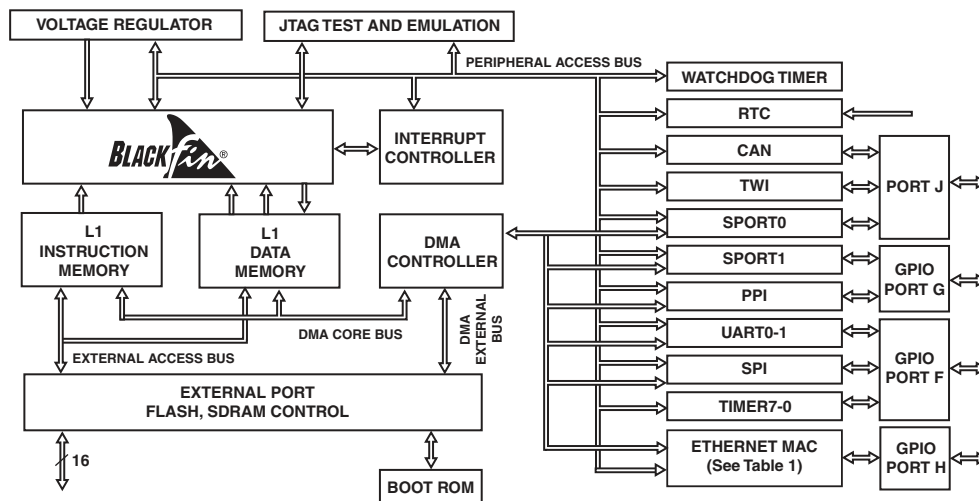 VOLTAGE REGULATOR
JTAG TEST AND EMULATION
PERIPHERAL ACCESS BUS
WATCHDOG TIMER
RTC
BLACKfin®
INTERRUPT
CONTROLLER
CAN
TWI
PORT J
L1
INSTRUCTION
MEMORY
L1
DATA
MEMORY
DMA
CONTROLLER
SPORT0
SPORT1
GPIO
PORT G
PPI
DMA CORE BUS
DMA
EXTERNAL
BUS
EXTERNAL ACCESS BUS
UART0-1
GPIO
PORT F
SPI
EXTERNAL PORT
FLASH, SDRAM CONTROL
TIMER7-0
16
ETHERNET MAC
(See Table 1)
GPIO
PORT H
BOOT ROM